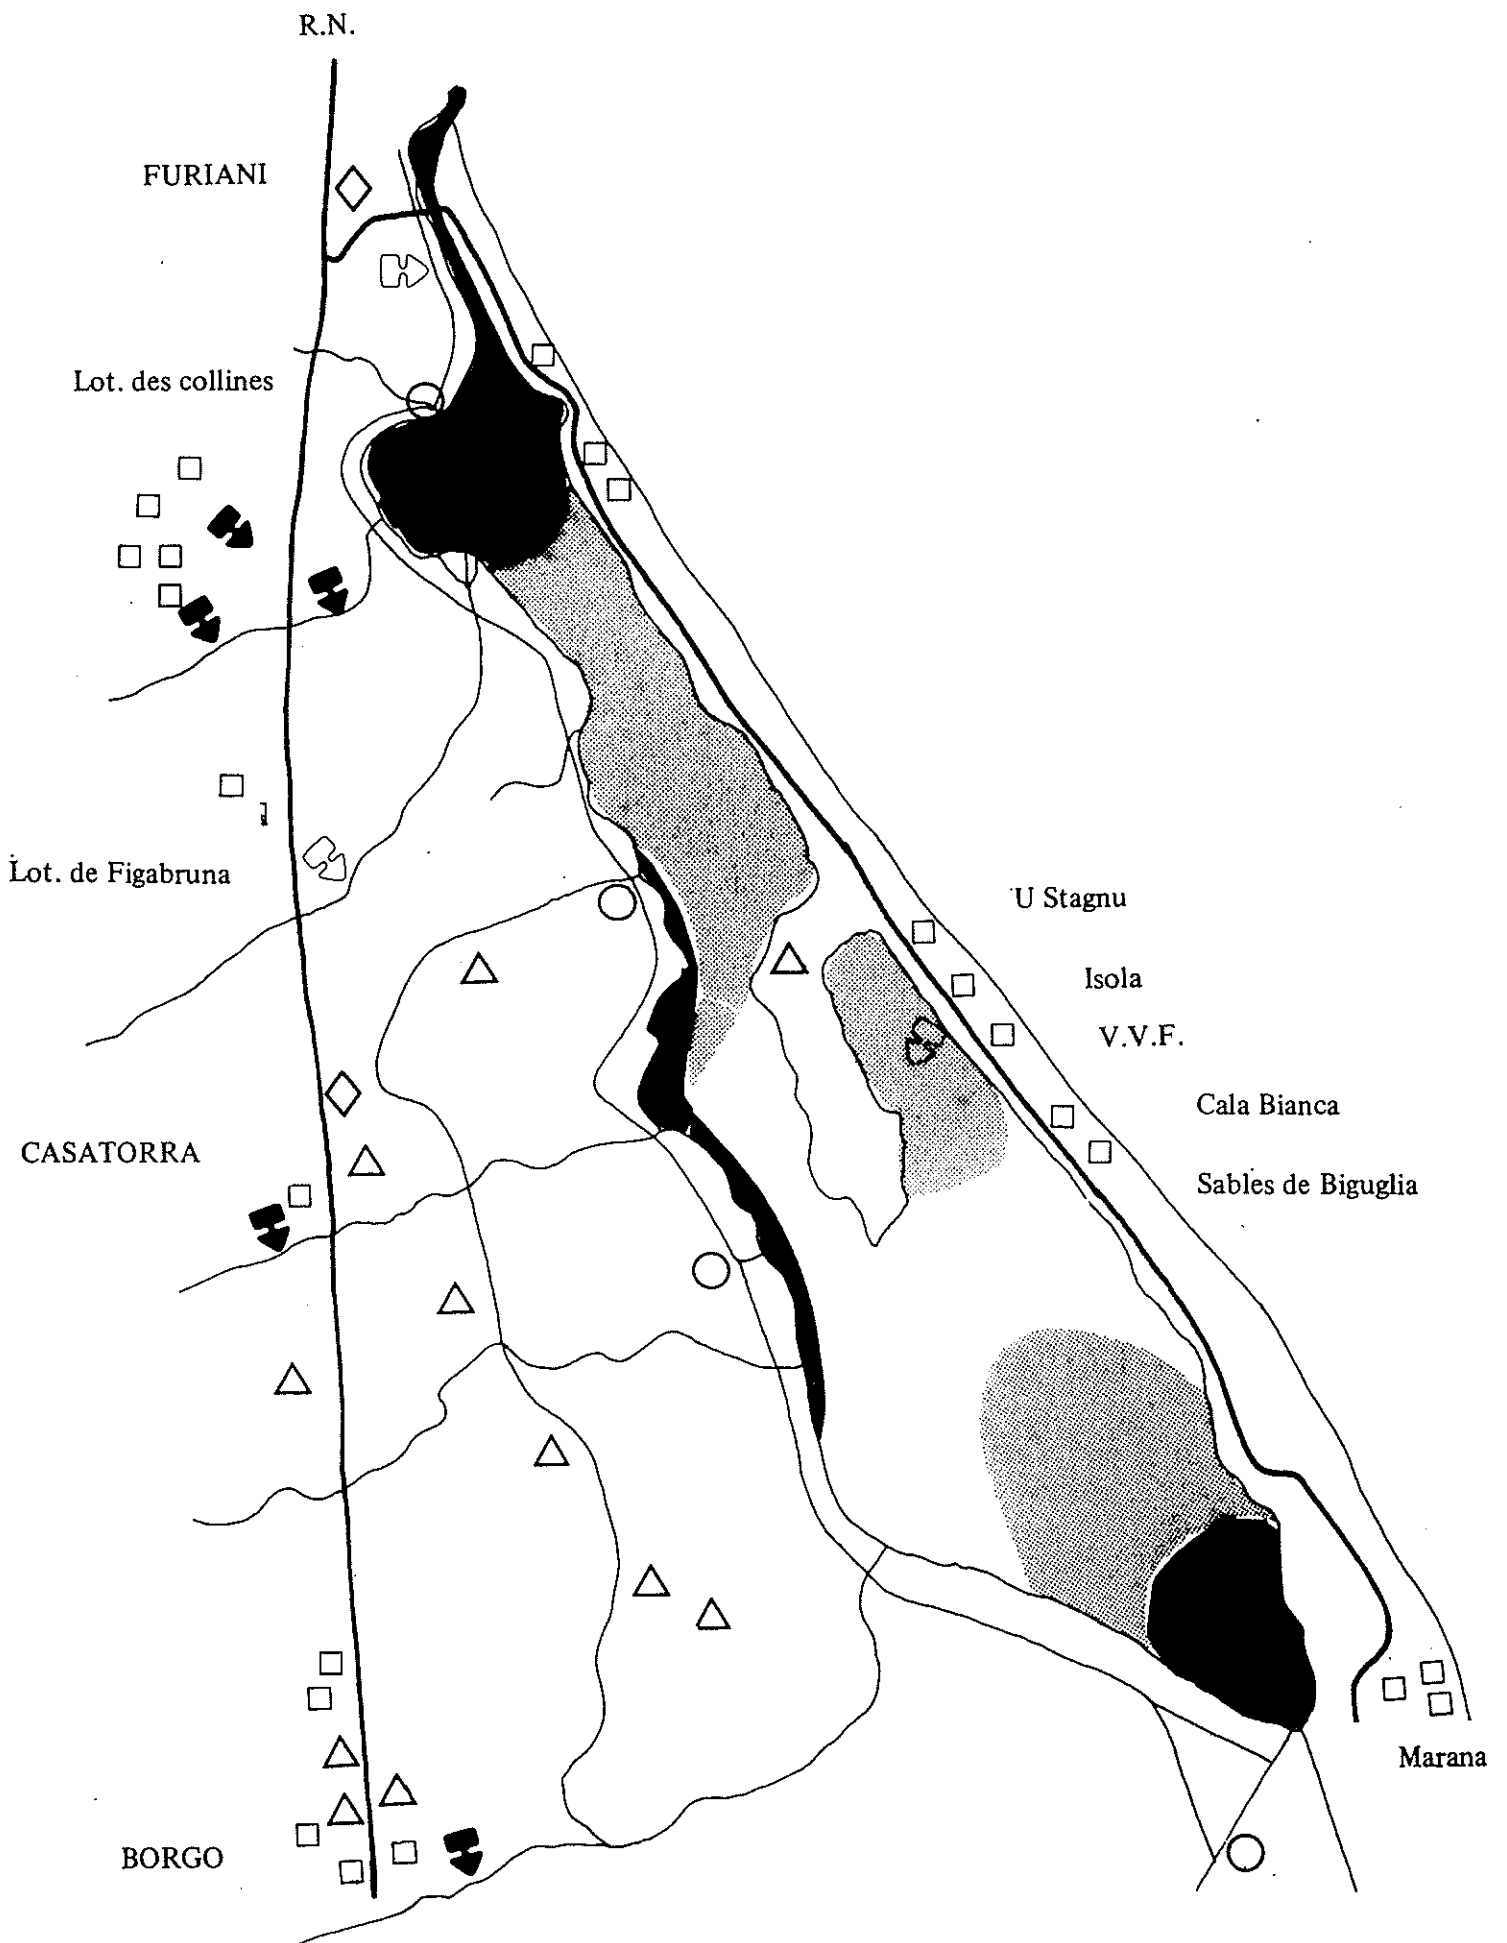 R.N.
FURIANI
Lot. des collines
Lot. de Figabruna
U Stagnu
Isola
V.V.F.
Cala Bianca
CASATORRA
Sables de Biguglia
Marana
BORGO